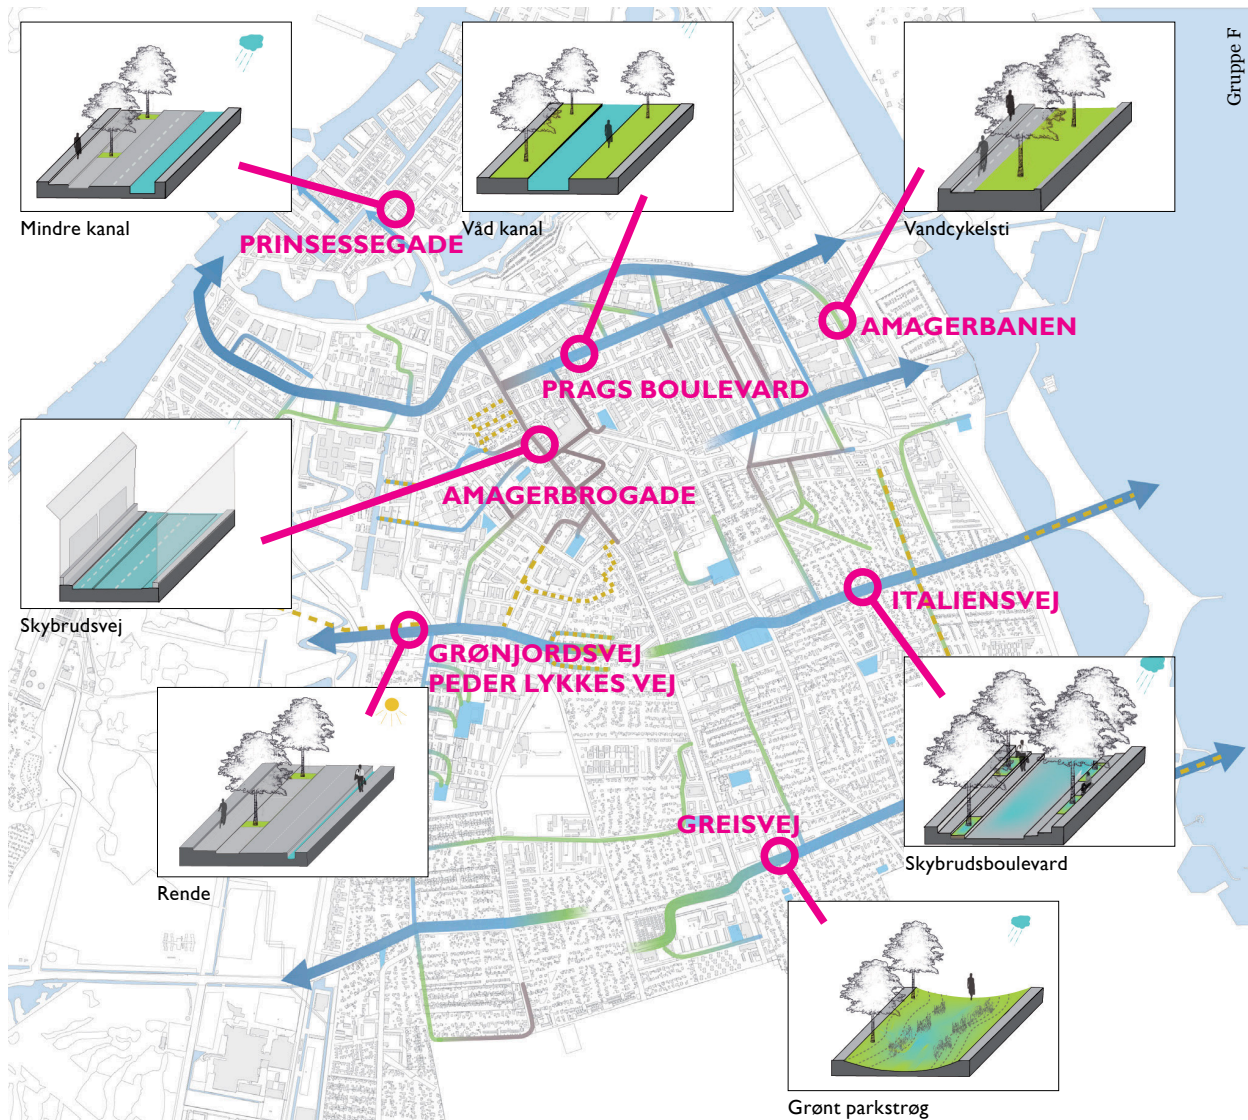 Gruppe F
Mindre kanal
Våd kanal
Vandcykelsti
PRINSESSEGADE
AMAGERBANEN
PRAGS BOULEVARD
AMAGERBROGADE
ITALIENSVEJ
Skybrudsvej
GRØNJORDSVEJ
PEDER LYKKES VEJ
GREISVEJ
Skybrudsboulevard
Rende
Grønt parkstrøg